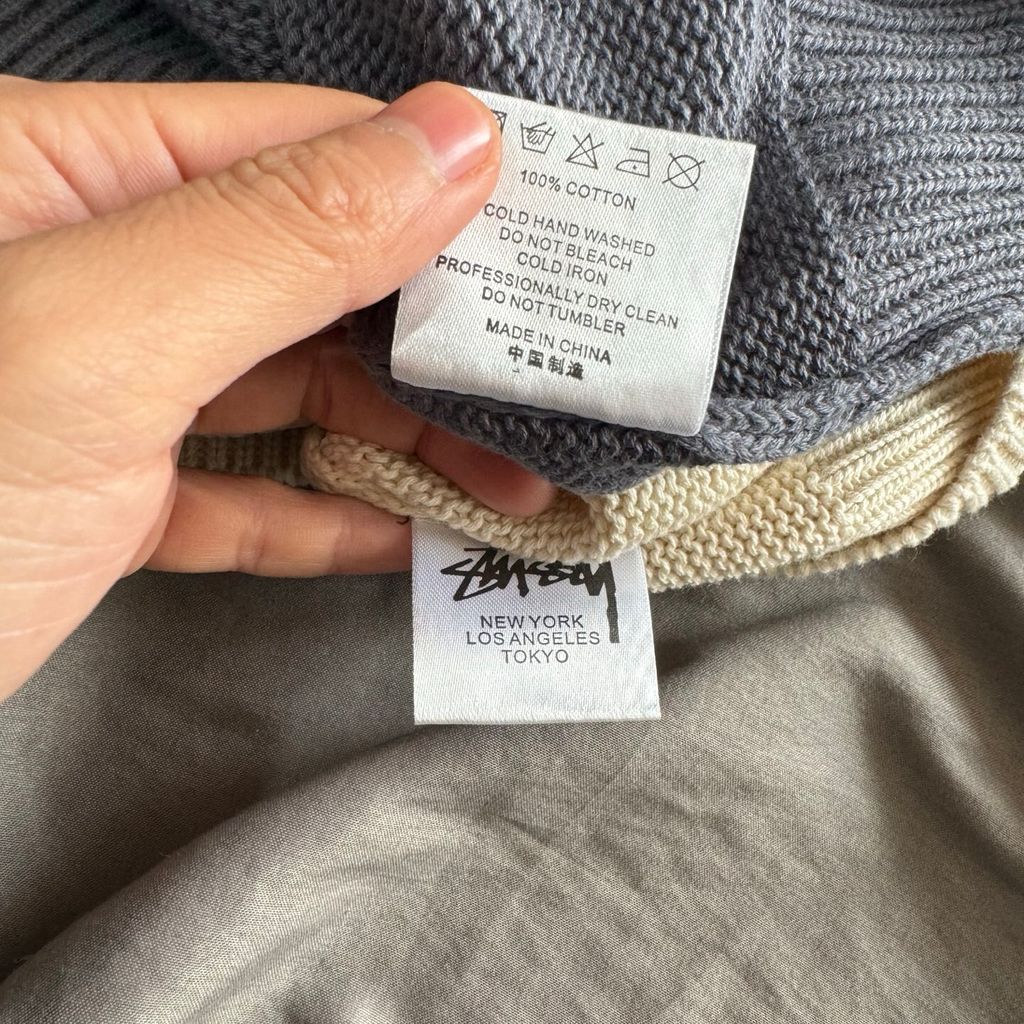 100% COTTON
COLD HAND WASHED
DO NOT BLEACH
COLD IRON
PROFESSIONALLY DRY CLEAN
DO NOT TUMBLER
MADE IN CHINA
中国制造
STUSSY
NEW YORK
LOS ANGELES
TOKYO